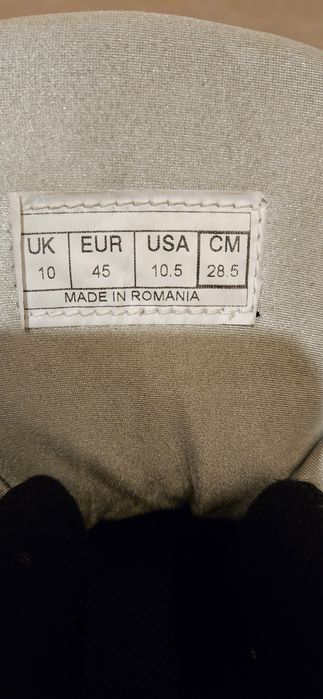 UK EUR USA CM
10 45 10.5 28.5
MADE IN ROMANIA